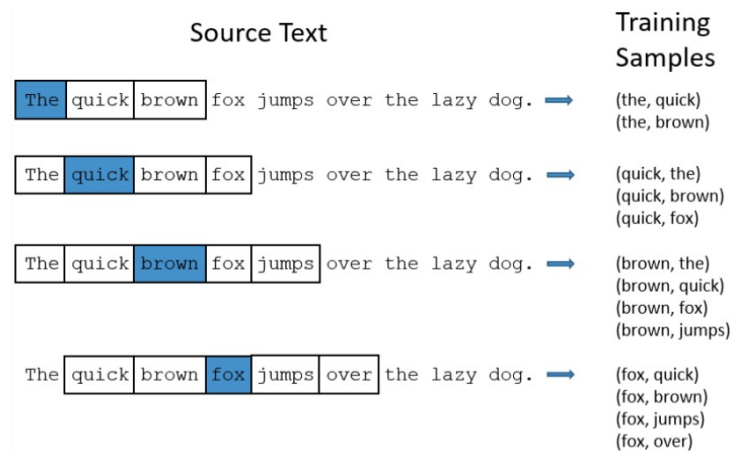 Source Text
Training
Samples
The quick brown fox jumps over the lazy dog.
(the, quick)
(the, brown)
The quick brown fox jumps over the lazy dog.
(quick, the)
(quick, brown)
(quick, fox)
The quick brown fox jumps over the lazy dog.
(brown, the)
(brown, quick)
(brown, fox)
(brown, jumps)
The quick brown fox jumps over the lazy dog.
(fox, quick)
(fox, brown)
(fox, jumps)
(fox, over)